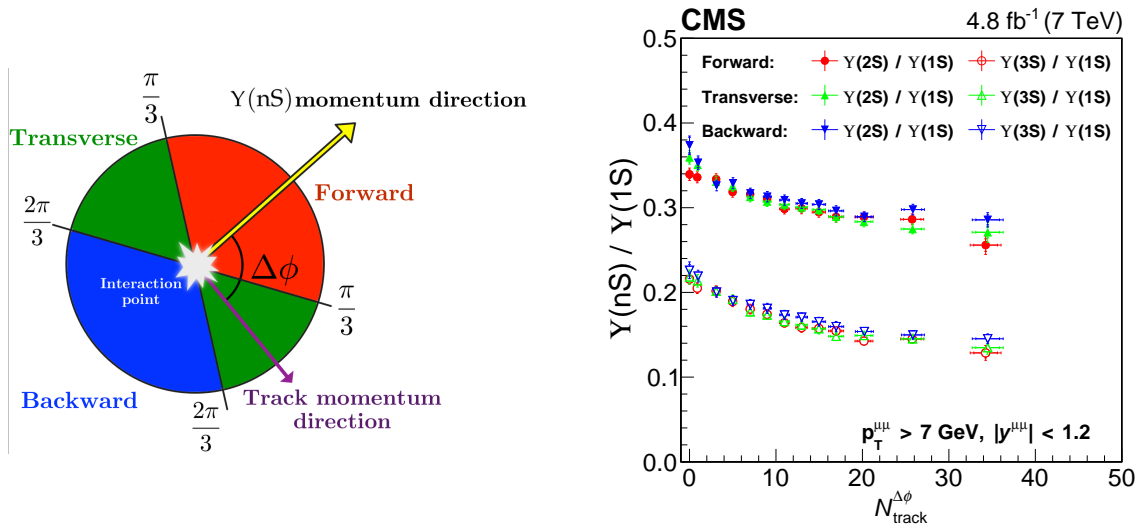 π
3
ϒ(nS) momentum direction
Transverse
Forward
2π
3
Δϕ
Interaction
point
π
3
Backward
2π
3
Track momentum
direction
CMS 4.8 fb⁻¹ (7 TeV)
0.5
Forward: ϒ(2S) / ϒ(1S) ϒ(3S) / ϒ(1S)
Transverse: ϒ(2S) / ϒ(1S) ϒ(3S) / ϒ(1S)
Backward: ϒ(2S) / ϒ(1S) ϒ(3S) / ϒ(1S)
0.4
0.3
0.2
0.1
0.0
ϒ(nS) / ϒ(1S)
p_T^μμ > 7 GeV, |y^μμ| < 1.2
0 10 20 30 40 50
N_track^Δϕ